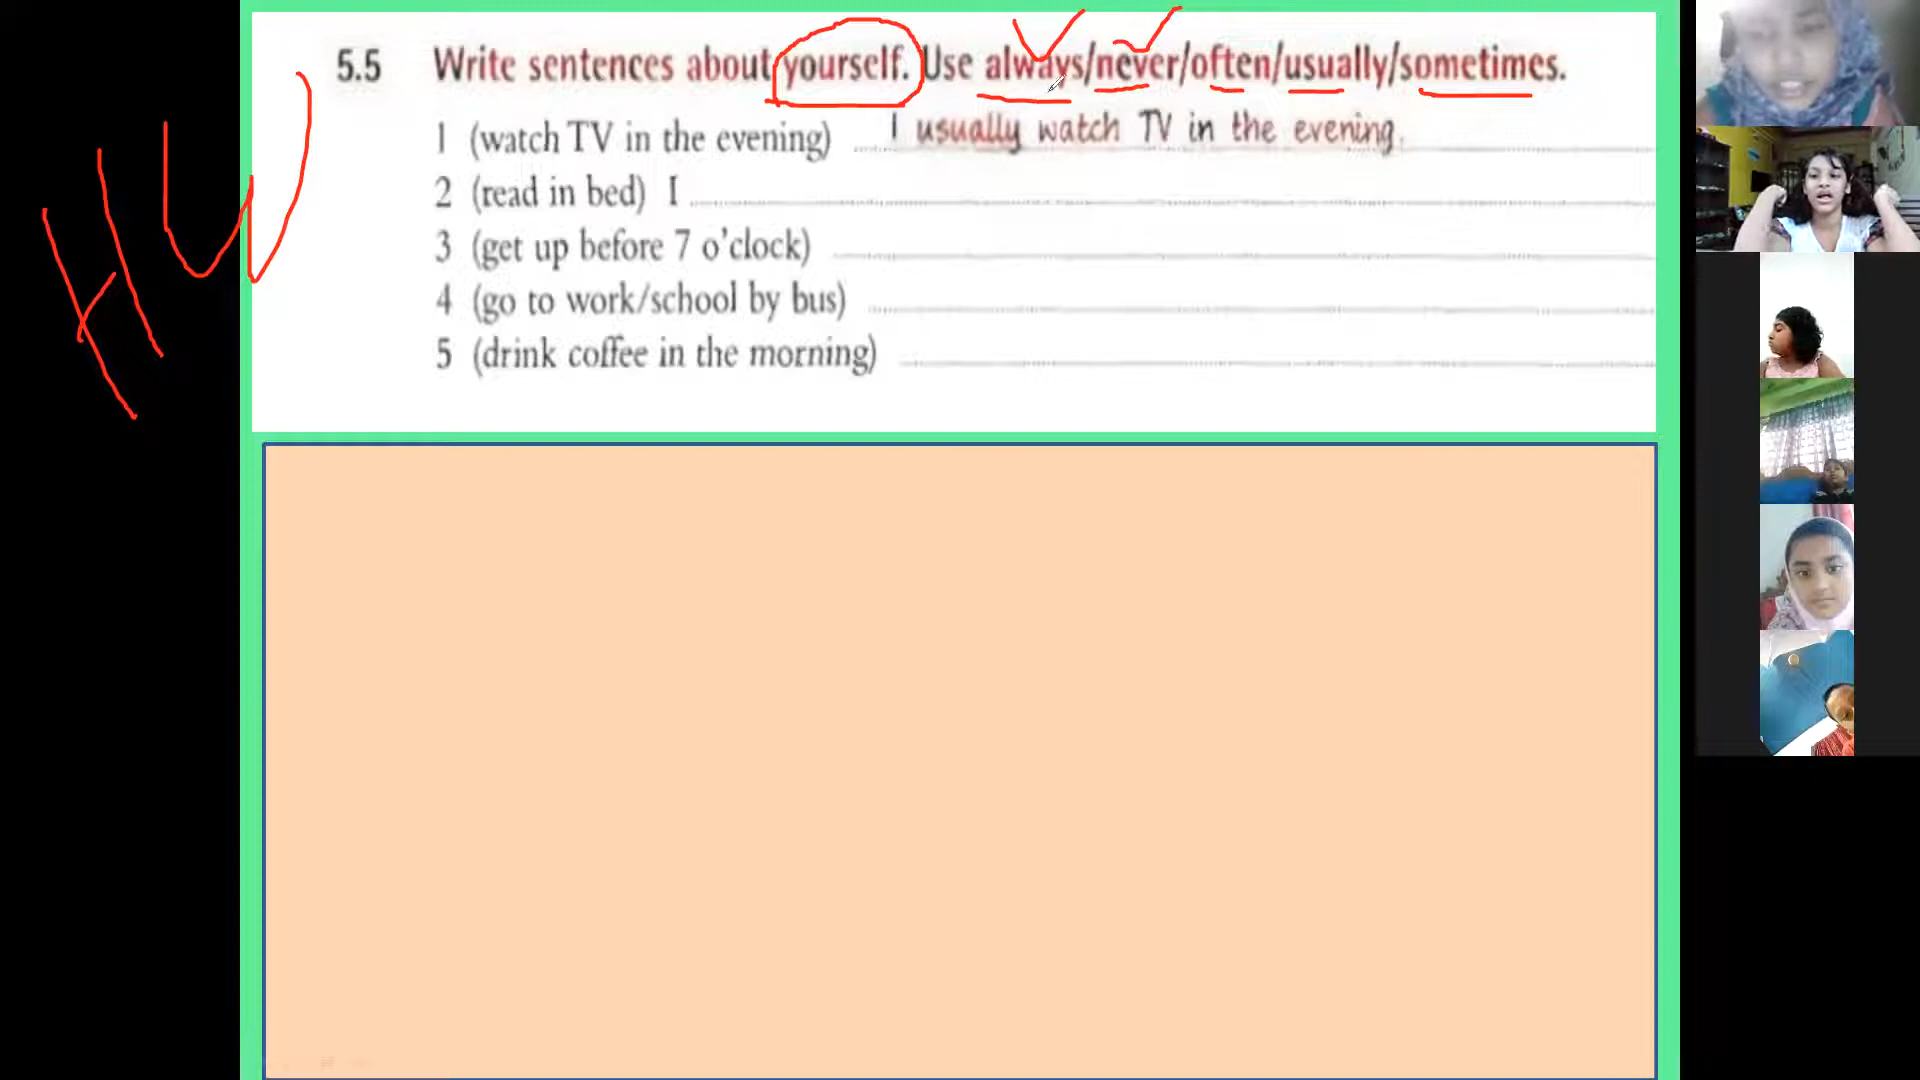 HW
5.5 Write sentences about yourself. Use always/never/often/usually/sometimes.
1 (watch TV in the evening) I usually watch TV in the evening.
2 (read in bed) I
3 (get up before 7 o'clock)
4 (go to work/school by bus)
5 (drink coffee in the morning)